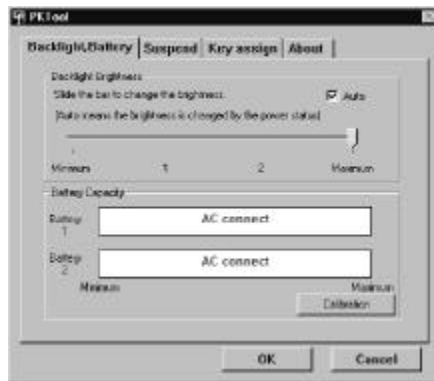 PKTool
Backlight,Battery Suspend Key assign About
Backlight Brightness
Slide the bar to change the brightness. Auto
(Auto means the brightness is changed by the power status)
Minimum 1 2 Maximum
Battery Capacity
Battery 1 AC connect
Battery 2 AC connect
Minimum Maximum
Calibration
OK Cancel